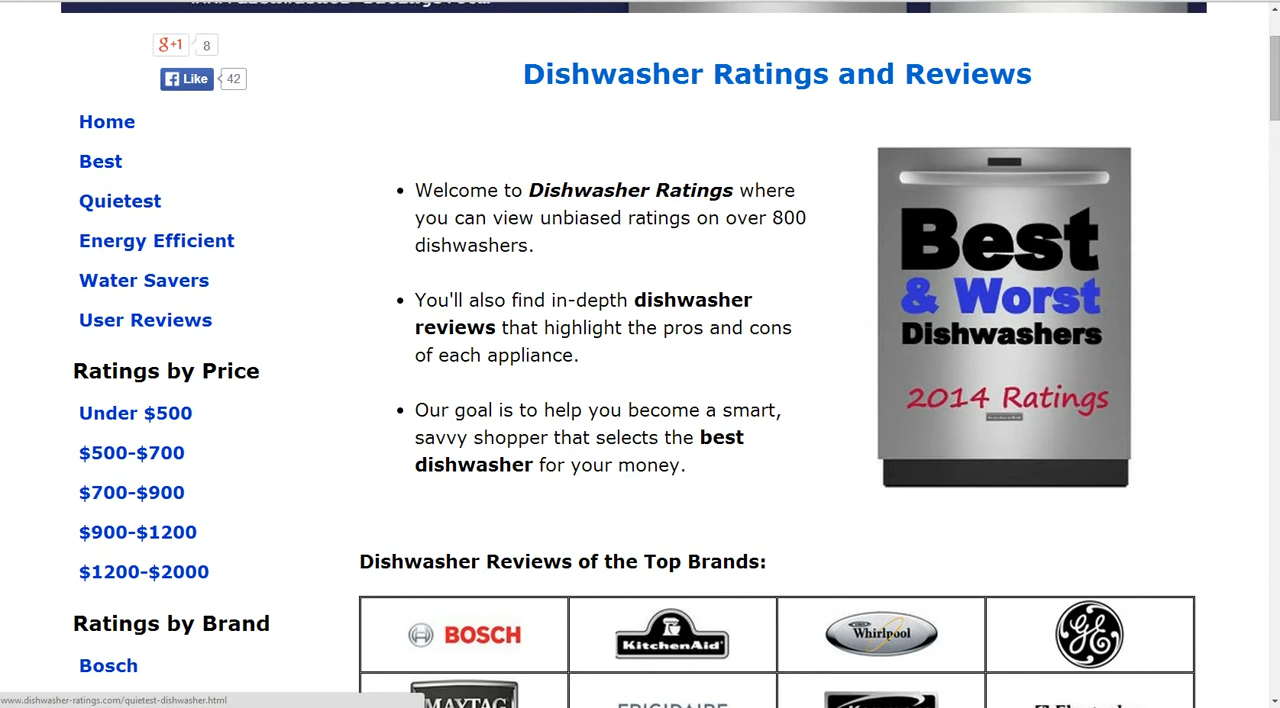 g+1 8
Like 42
Home
Best
Quietest
Energy Efficient
Water Savers
User Reviews
Ratings by Price
Under $500
$500-$700
$700-$900
$900-$1200
$1200-$2000
Ratings by Brand
Bosch
Dishwasher Ratings and Reviews
• Welcome to Dishwasher Ratings where
you can view unbiased ratings on over 800
dishwashers.
• You'll also find in-depth dishwasher
reviews that highlight the pros and cons
of each appliance.
• Our goal is to help you become a smart,
savvy shopper that selects the best
dishwasher for your money.
Best
& Worst
Dishwashers
2014 Ratings
Dishwasher Reviews of the Top Brands:
BOSCH KitchenAid Whirlpool GE
MAYTAG FRIGIDAIRE
www.dishwasher-ratings.com/quietest-dishwasher.html